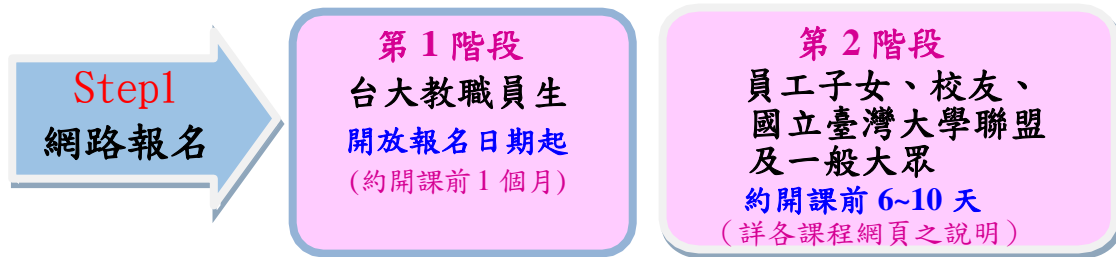 Step1
網路報名
第 1 階段
台大教職員生
開放報名日期起
(約開課前 1 個月)
第 2 階段
員工子女、校友、
國立臺灣大學聯盟
及一般大眾
約開課前 6~10 天
（詳各課程網頁之說明）